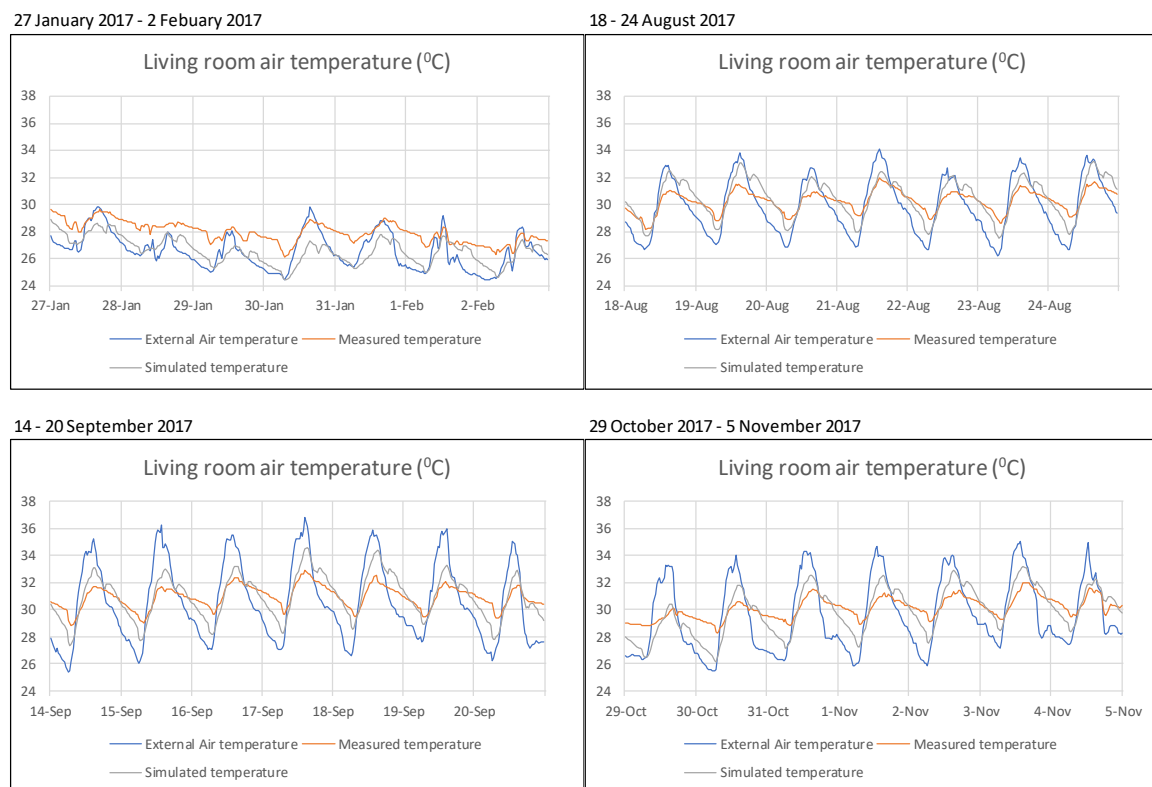 27 January 2017 - 2 Febuary 2017
Living room air temperature (⁰C)
38
36
34
32
30
28
26
24
27-Jan 28-Jan 29-Jan 30-Jan 31-Jan 1-Feb 2-Feb
External Air temperature Measured temperature
Simulated temperature
18 - 24 August 2017
Living room air temperature (⁰C)
38
36
34
32
30
28
26
24
18-Aug 19-Aug 20-Aug 21-Aug 22-Aug 23-Aug 24-Aug
External Air temperature Measured temperature
Simulated temperature
14 - 20 September 2017
Living room air temperature (⁰C)
38
36
34
32
30
28
26
24
14-Sep 15-Sep 16-Sep 17-Sep 18-Sep 19-Sep 20-Sep
External Air temperature Measured temperature
Simulated temperature
29 October 2017 - 5 November 2017
Living room air temperature (⁰C)
38
36
34
32
30
28
26
24
29-Oct 30-Oct 31-Oct 1-Nov 2-Nov 3-Nov 4-Nov 5-Nov
External Air temperature Measured temperature
Simulated temperature